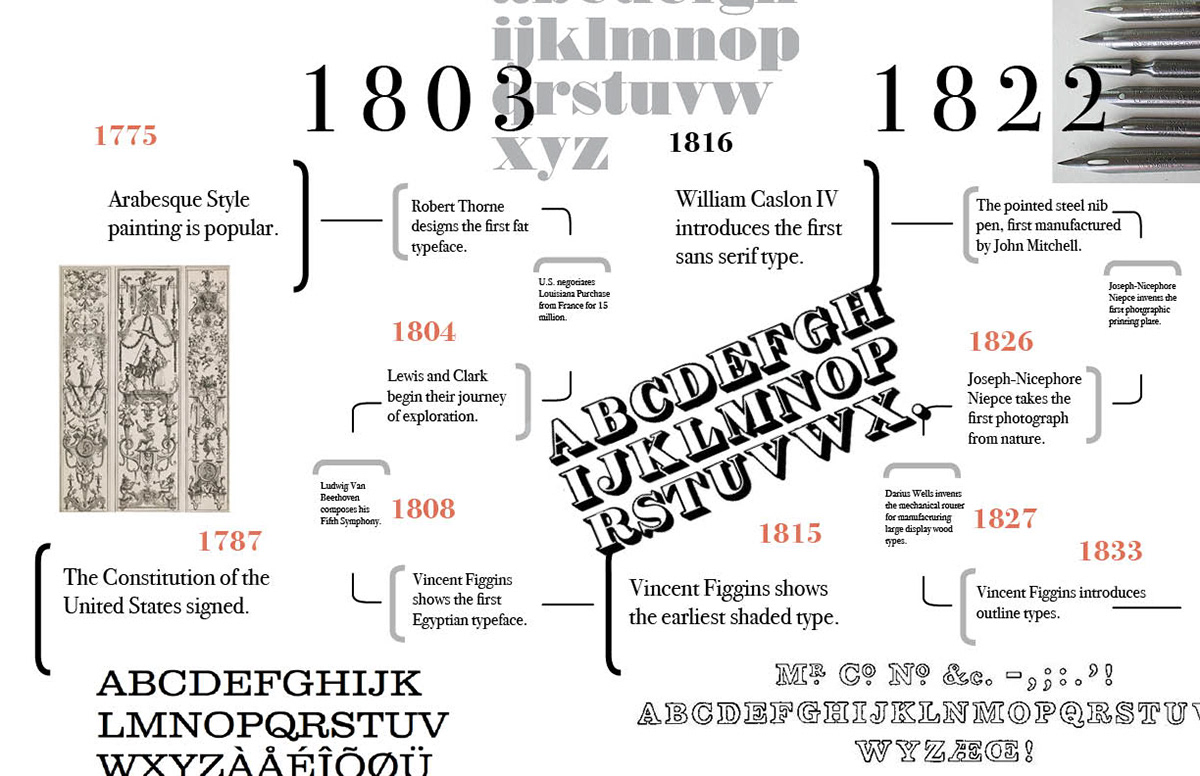 abcdefgh
ijklmnop
qrstuvw
xyz
1803
1822
1775
Arabesque Style
painting is popular.
Robert Thorne
designs the first fat
typeface.
U.S. negotiates
Louisiana Purchase
from France for 15
million.
1804
Lewis and Clark
begin their journey
of exploration.
Ludwig Van
Beethoven
composes his
Fifth Symphony.
1808
1787
The Constitution of the
United States signed.
Vincent Figgins
shows the first
Egyptian typeface.
ABCDEFGHIJK
LMNOPQRSTUV
WXYZÀÅÉÎÕØÜ
1816
William Caslon IV
introduces the first
sans serif type.
ABCDEFGH
IJKLMNOP
RSTUVWX.
1815
Vincent Figgins shows
the earliest shaded type.
The pointed steel nib
pen, first manufactured
by John Mitchell.
Joseph-Nicephore
Niepce invents the
first photgraphic
printing plate.
1826
Joseph-Nicephore
Niepce takes the
first photograph
from nature.
Darius Wells invents
the mechanical router
for manufacturing
large display wood
types.
1827
1833
Vincent Figgins introduces
outline types.
MR. Co No &c. -,;:.’!
ABCDEFGHIJKLNMOPQRSTUV
WYZÆŒ!